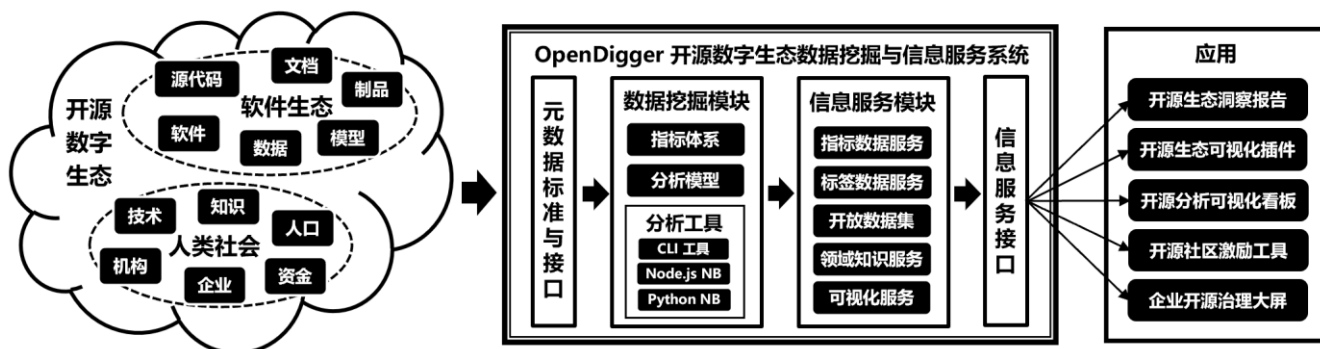 开源
数字
生态
源代码
文档
制品
软件生态
软件
数据
模型
技术
知识
人口
人类社会
机构
企业
资金
OpenDigger 开源数字生态数据挖掘与信息服务系统
元数据标准与接口
数据挖掘模块
指标体系
分析模型
分析工具
CLI 工具
Node.js NB
Python NB
信息服务模块
指标数据服务
标签数据服务
开放数据集
领域知识服务
可视化服务
信息服务接口
应用
开源生态洞察报告
开源生态可视化插件
开源分析可视化看板
开源社区激励工具
企业开源治理大屏